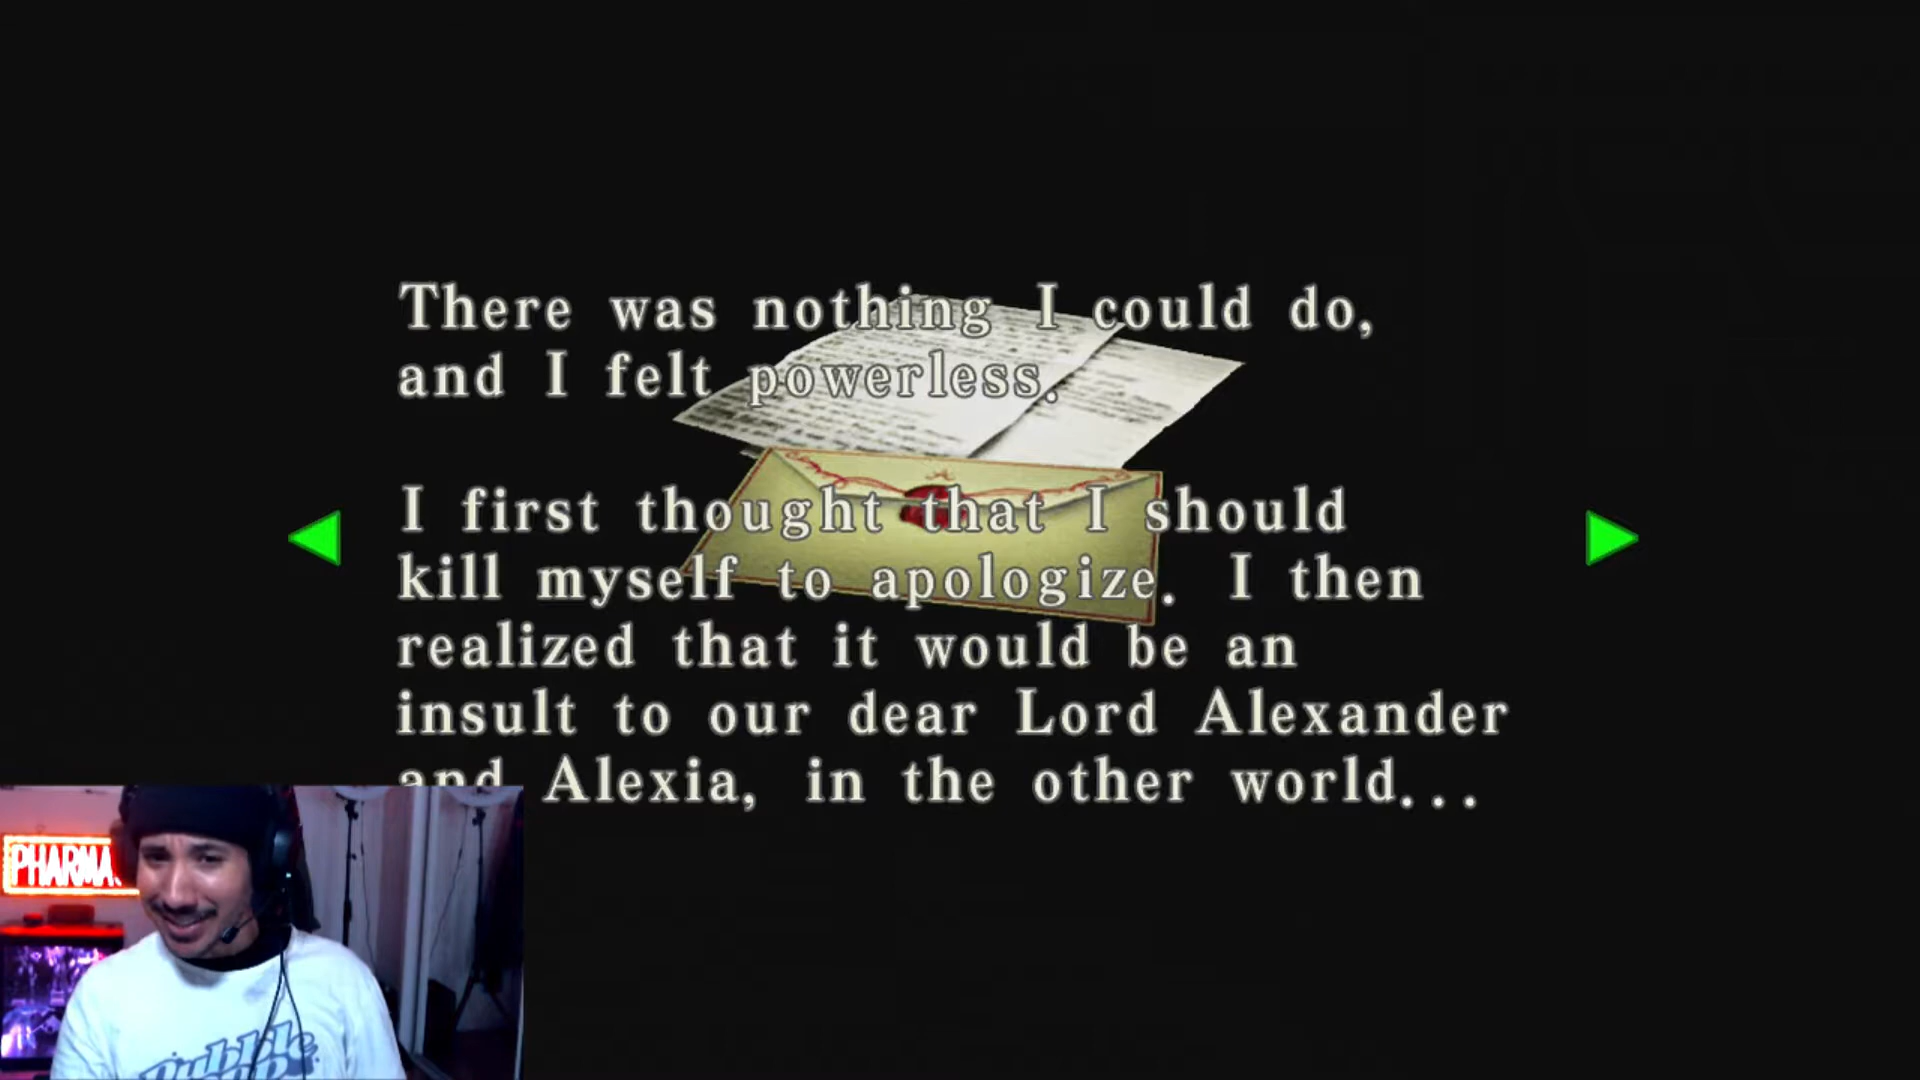 There was nothing I could do,
and I felt powerless.
I first thought that I should
kill myself to apologize. I then
realized that it would be an
insult to our dear Lord Alexander
and Alexia, in the other world...
PHARMA
Bubble